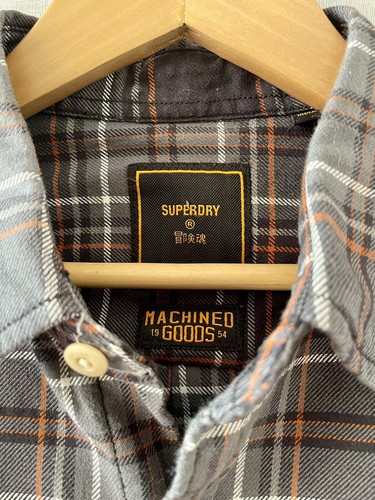 SUPERDRY
®
冒険魂
MACHINED
19 GOODS 54